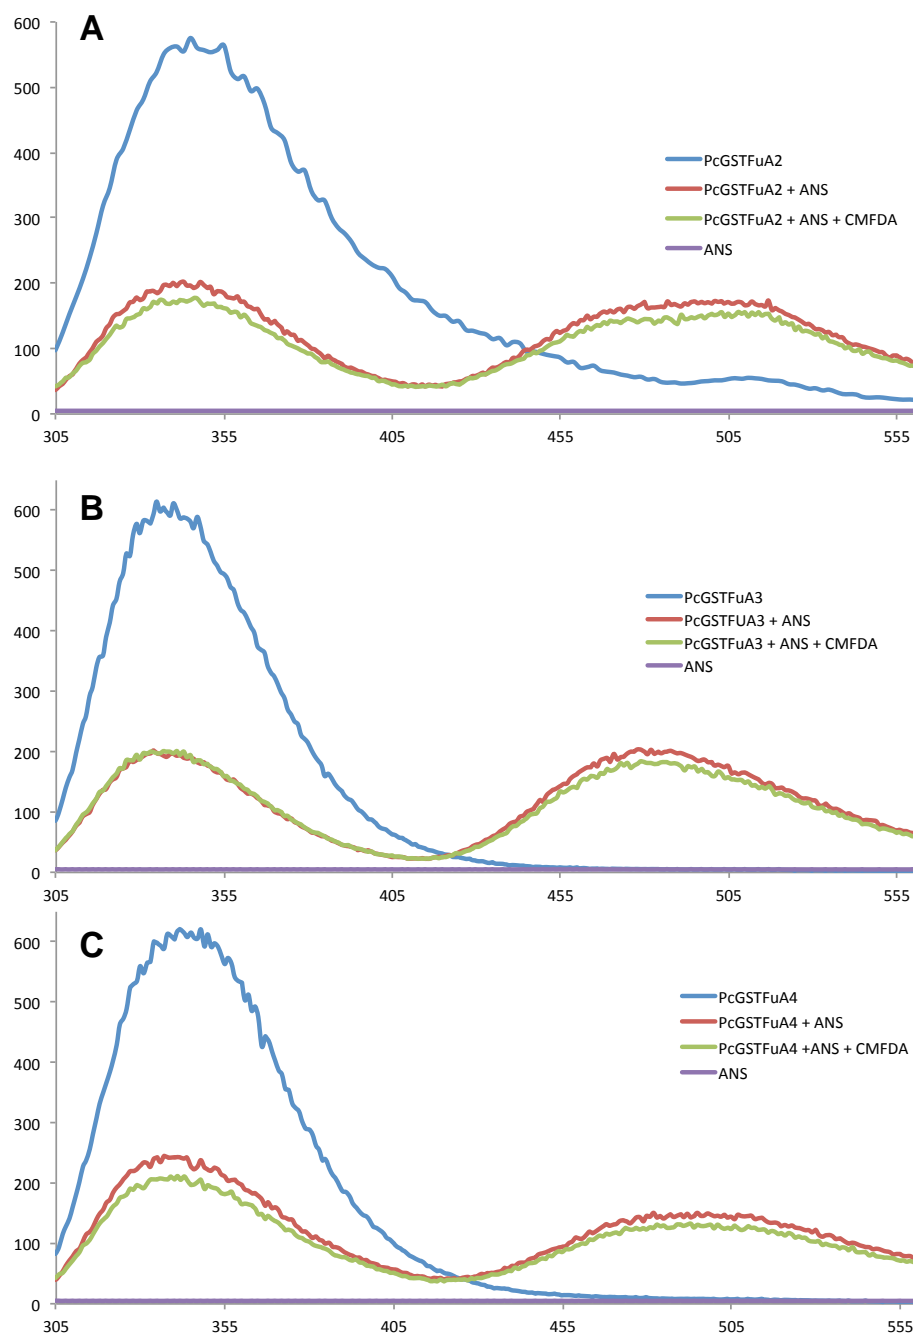 600
A
500
400
PcGSTFuA2
PcGSTFuA2 + ANS
300
PcGSTFuA2 + ANS + CMFDA
ANS
200
100
0
305 355 405 455 505 555
600
B
500
PcGSTFuA3
400
PcGSTFUA3 + ANS
PcGSTFuA3 + ANS + CMFDA
ANS
300
200
100
0
305 355 405 455 505 555
600
C
500
PcGSTFuA4
PcGSTFuA4 + ANS
400
PcGSTFuA4 +ANS + CMFDA
ANS
300
200
100
0
305 355 405 455 505 555